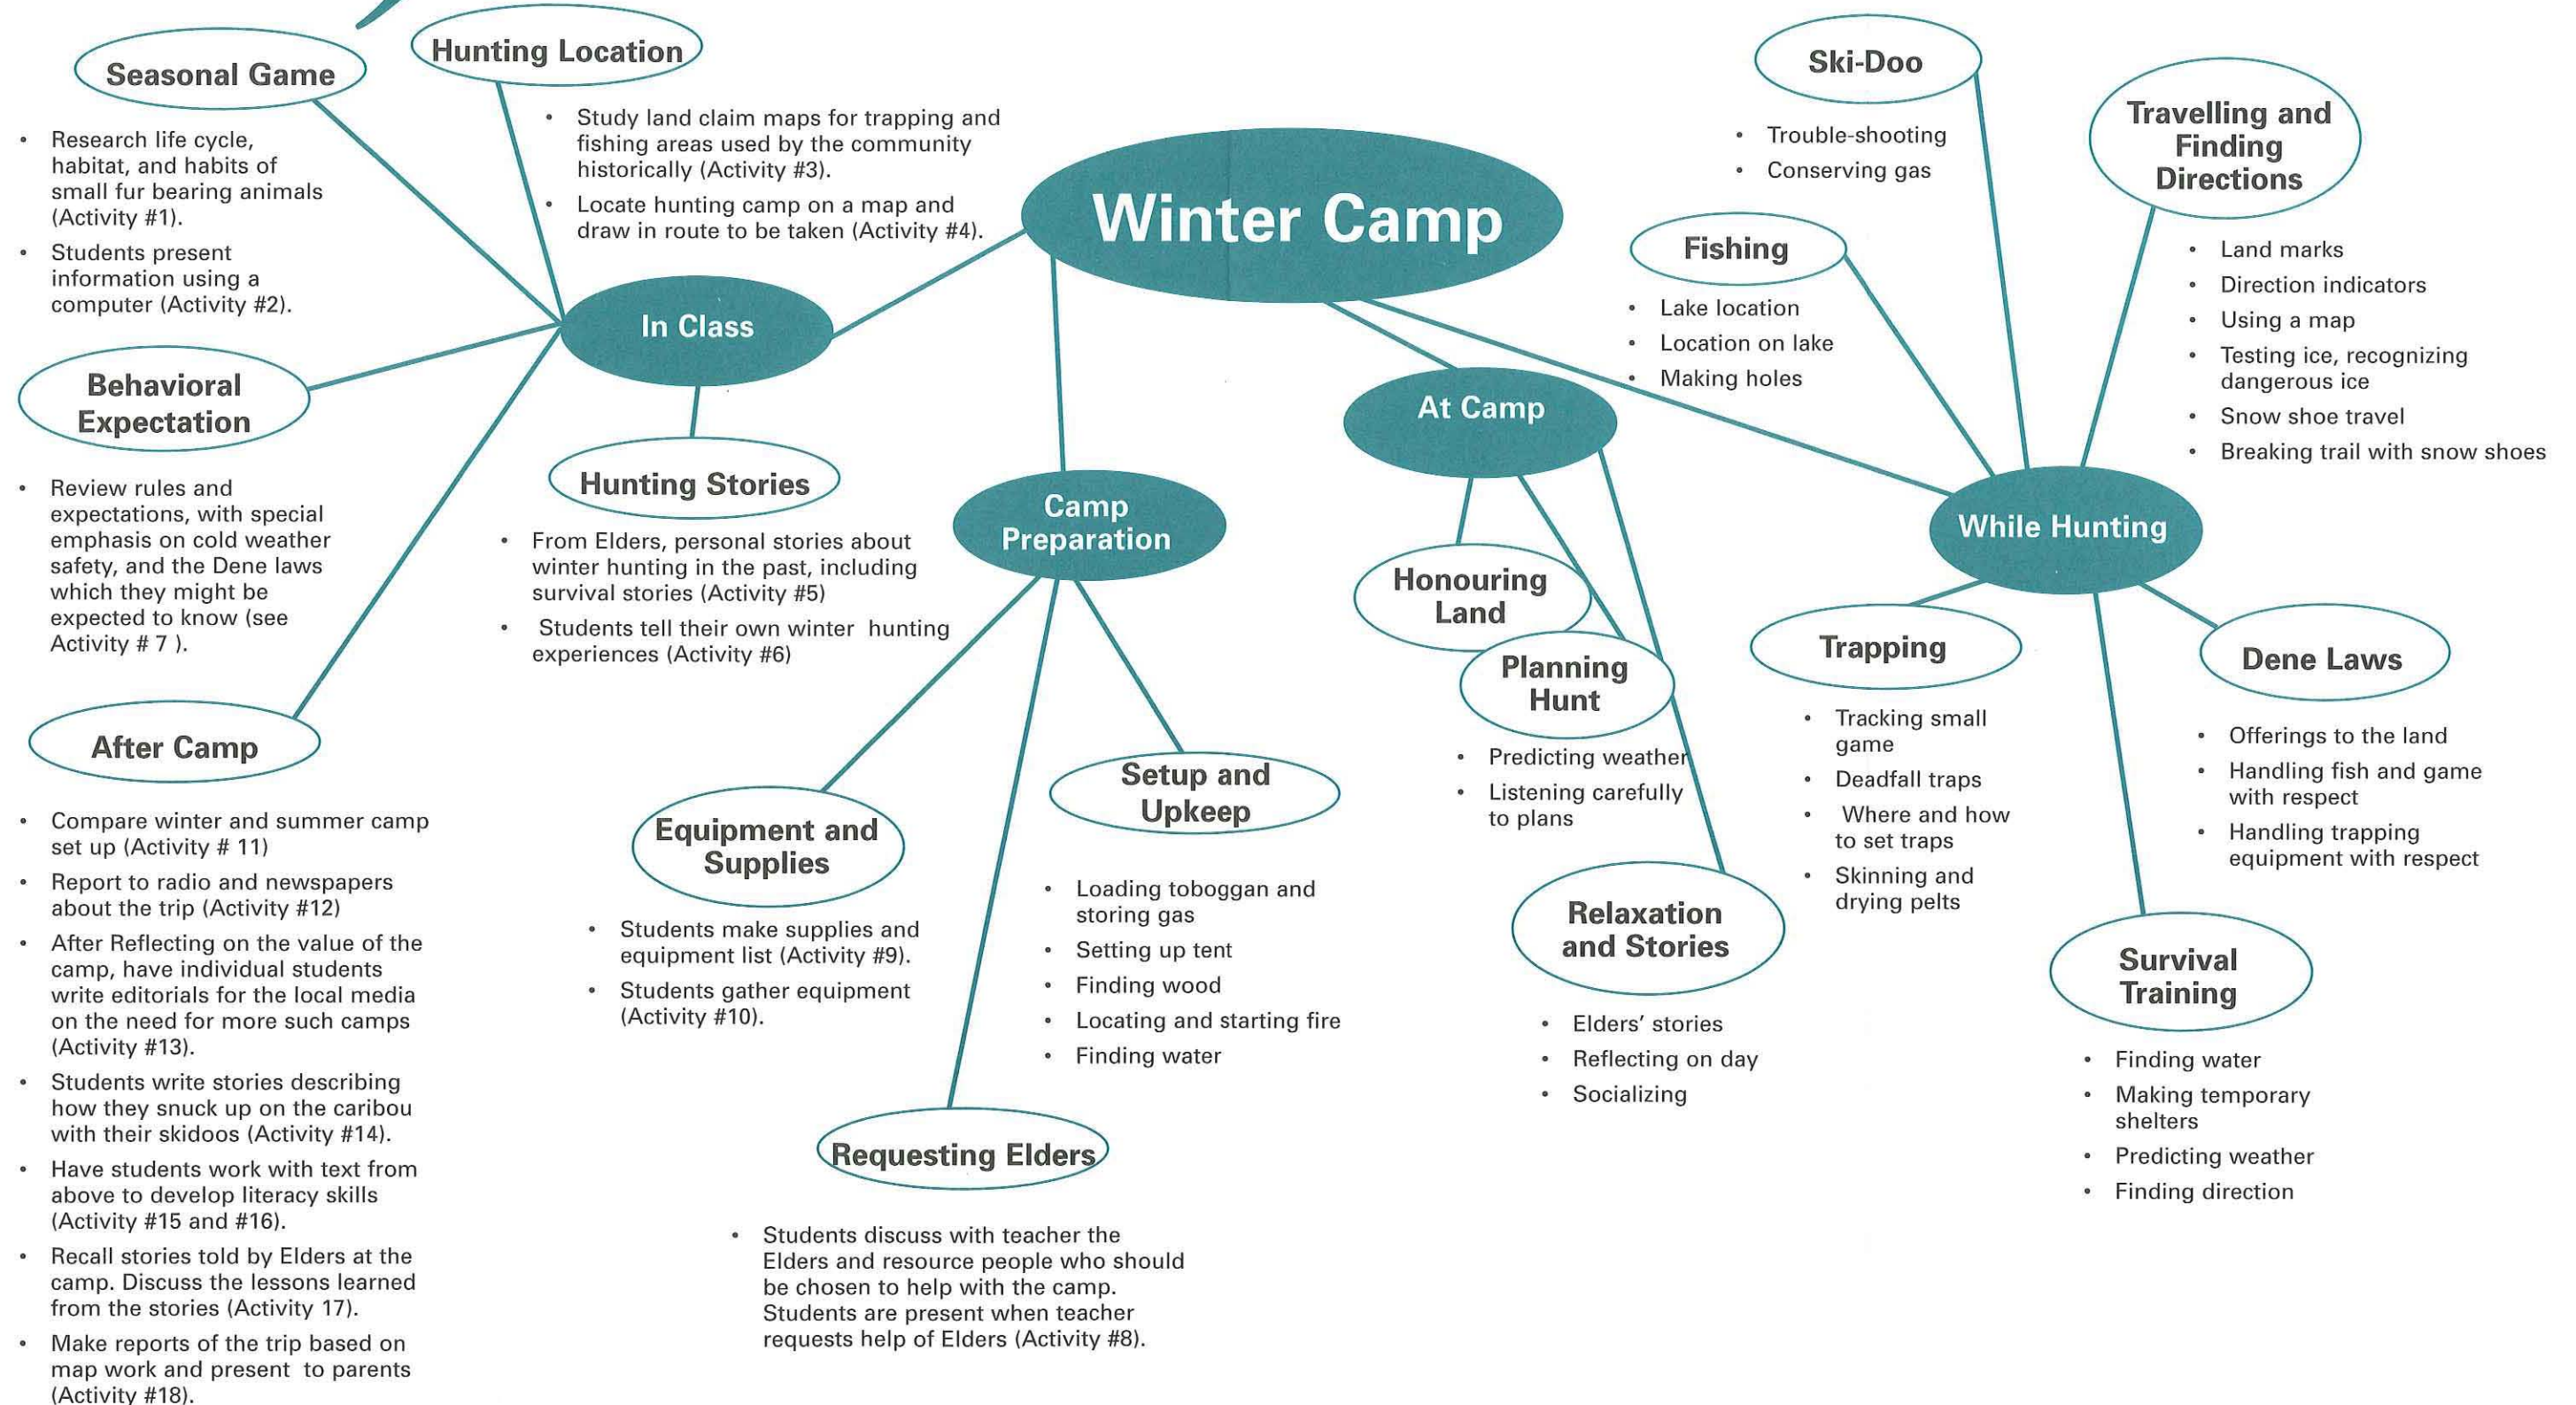 Winter Camp
In Class
Seasonal Game
• Research life cycle,
habitat, and habits of
small fur bearing animals
(Activity #1).
• Students present
information using a
computer (Activity #2).
Hunting Location
• Study land claim maps for trapping and
fishing areas used by the community
historically (Activity #3).
• Locate hunting camp on a map and
draw in route to be taken (Activity #4).
Behavioral
Expectation
• Review rules and
expectations, with special
emphasis on cold weather
safety, and the Dene laws
which they might be
expected to know (see
Activity # 7 ).
Hunting Stories
• From Elders, personal stories about
winter hunting in the past, including
survival stories (Activity #5)
• Students tell their own winter hunting
experiences (Activity #6)
After Camp
• Compare winter and summer camp
set up (Activity # 11)
• Report to radio and newspapers
about the trip (Activity #12)
• After Reflecting on the value of the
camp, have individual students
write editorials for the local media
on the need for more such camps
(Activity #13).
• Students write stories describing
how they snuck up on the caribou
with their skidoos (Activity #14).
• Have students work with text from
above to develop literacy skills
(Activity #15 and #16).
• Recall stories told by Elders at the
camp. Discuss the lessons learned
from the stories (Activity 17).
• Make reports of the trip based on
map work and present to parents
(Activity #18).
Camp
Preparation
Equipment and
Supplies
• Students make supplies and
equipment list (Activity #9).
• Students gather equipment
(Activity #10).
Requesting Elders
• Students discuss with teacher the
Elders and resource people who should
be chosen to help with the camp.
Students are present when teacher
requests help of Elders (Activity #8).
Setup and
Upkeep
• Loading toboggan and
storing gas
• Setting up tent
• Finding wood
• Locating and starting fire
• Finding water
At Camp
Honouring
Land
Planning
Hunt
• Predicting weather
• Listening carefully
to plans
Relaxation
and Stories
• Elders' stories
• Reflecting on day
• Socializing
While Hunting
Ski-Doo
• Trouble-shooting
• Conserving gas
Fishing
• Lake location
• Location on lake
• Making holes
Travelling and
Finding
Directions
• Land marks
• Direction indicators
• Using a map
• Testing ice, recognizing
dangerous ice
• Snow shoe travel
• Breaking trail with snow shoes
Trapping
• Tracking small
game
• Deadfall traps
• Where and how
to set traps
• Skinning and
drying pelts
Dene Laws
• Offerings to the land
• Handling fish and game
with respect
• Handling trapping
equipment with respect
Survival
Training
• Finding water
• Making temporary
shelters
• Predicting weather
• Finding direction